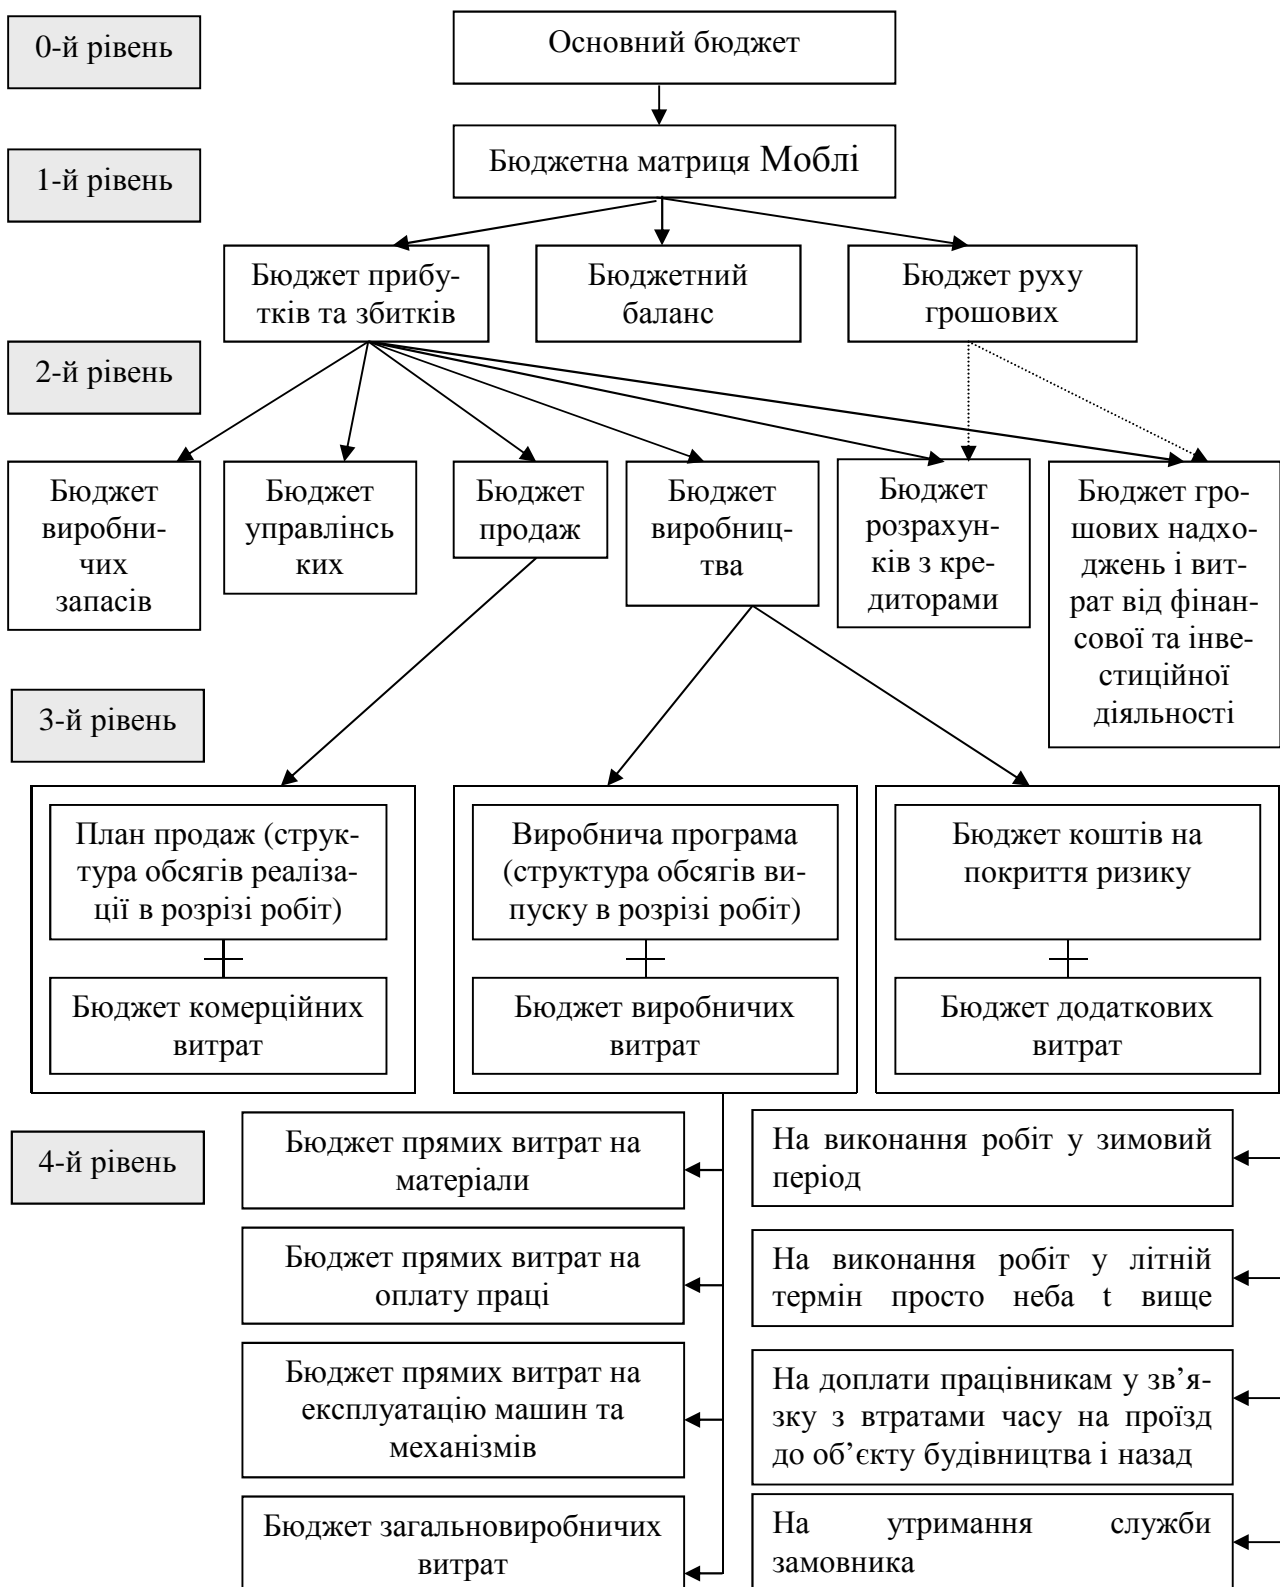 0-й рівень
Основний бюджет
1-й рівень
Бюджетна матриця Моблі
Бюджет прибу-
тків та збитків
Бюджетний
баланс
Бюджет руху
грошових
2-й рівень
Бюджет
виробни-
чих
запасів
Бюджет
управлінсь
ких
Бюджет
продаж
Бюджет
виробниц-
тва
Бюджет
розрахун-
ків з кре-
диторами
Бюджет гро-
шових надхо-
джень і вит-
рат від фінан-
сової та інве-
стиційної
діяльності
3-й рівень
План продаж (струк-
тура обсягів реаліза-
ції в розрізі робіт)
Бюджет комерційних
витрат
Виробнича програма
(структура обсягів ви-
пуску в розрізі робіт)
Бюджет виробничих
витрат
Бюджет коштів на
покриття ризику
Бюджет додаткових
витрат
4-й рівень
Бюджет прямих витрат на
матеріали
Бюджет прямих витрат на
оплату праці
Бюджет прямих витрат на
експлуатацію машин та
механізмів
Бюджет загальновиробничих
витрат
На виконання робіт у зимовий
період
На виконання робіт у літній
термін просто неба t вище
На доплати працівникам у зв’я-
зку з втратами часу на проїзд
до об’єкту будівництва і назад
На утримання служби
замовника